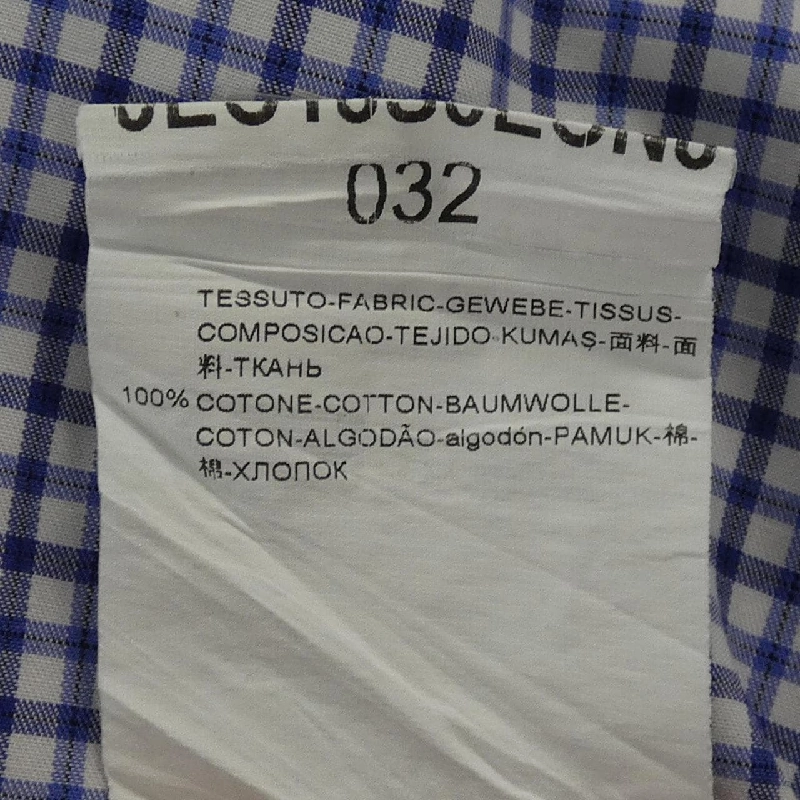 032
TESSUTO-FABRIC-GEWEBE-TISSUS-
COMPOSICAO-TEJIDO-KUMAŞ-面料-面
料-ТКАНЬ
100% COTONE-COTTON-BAUMWOLLE-
COTON-ALGODÃO-algodón-PAMUK-棉-
棉-ХЛОПОК